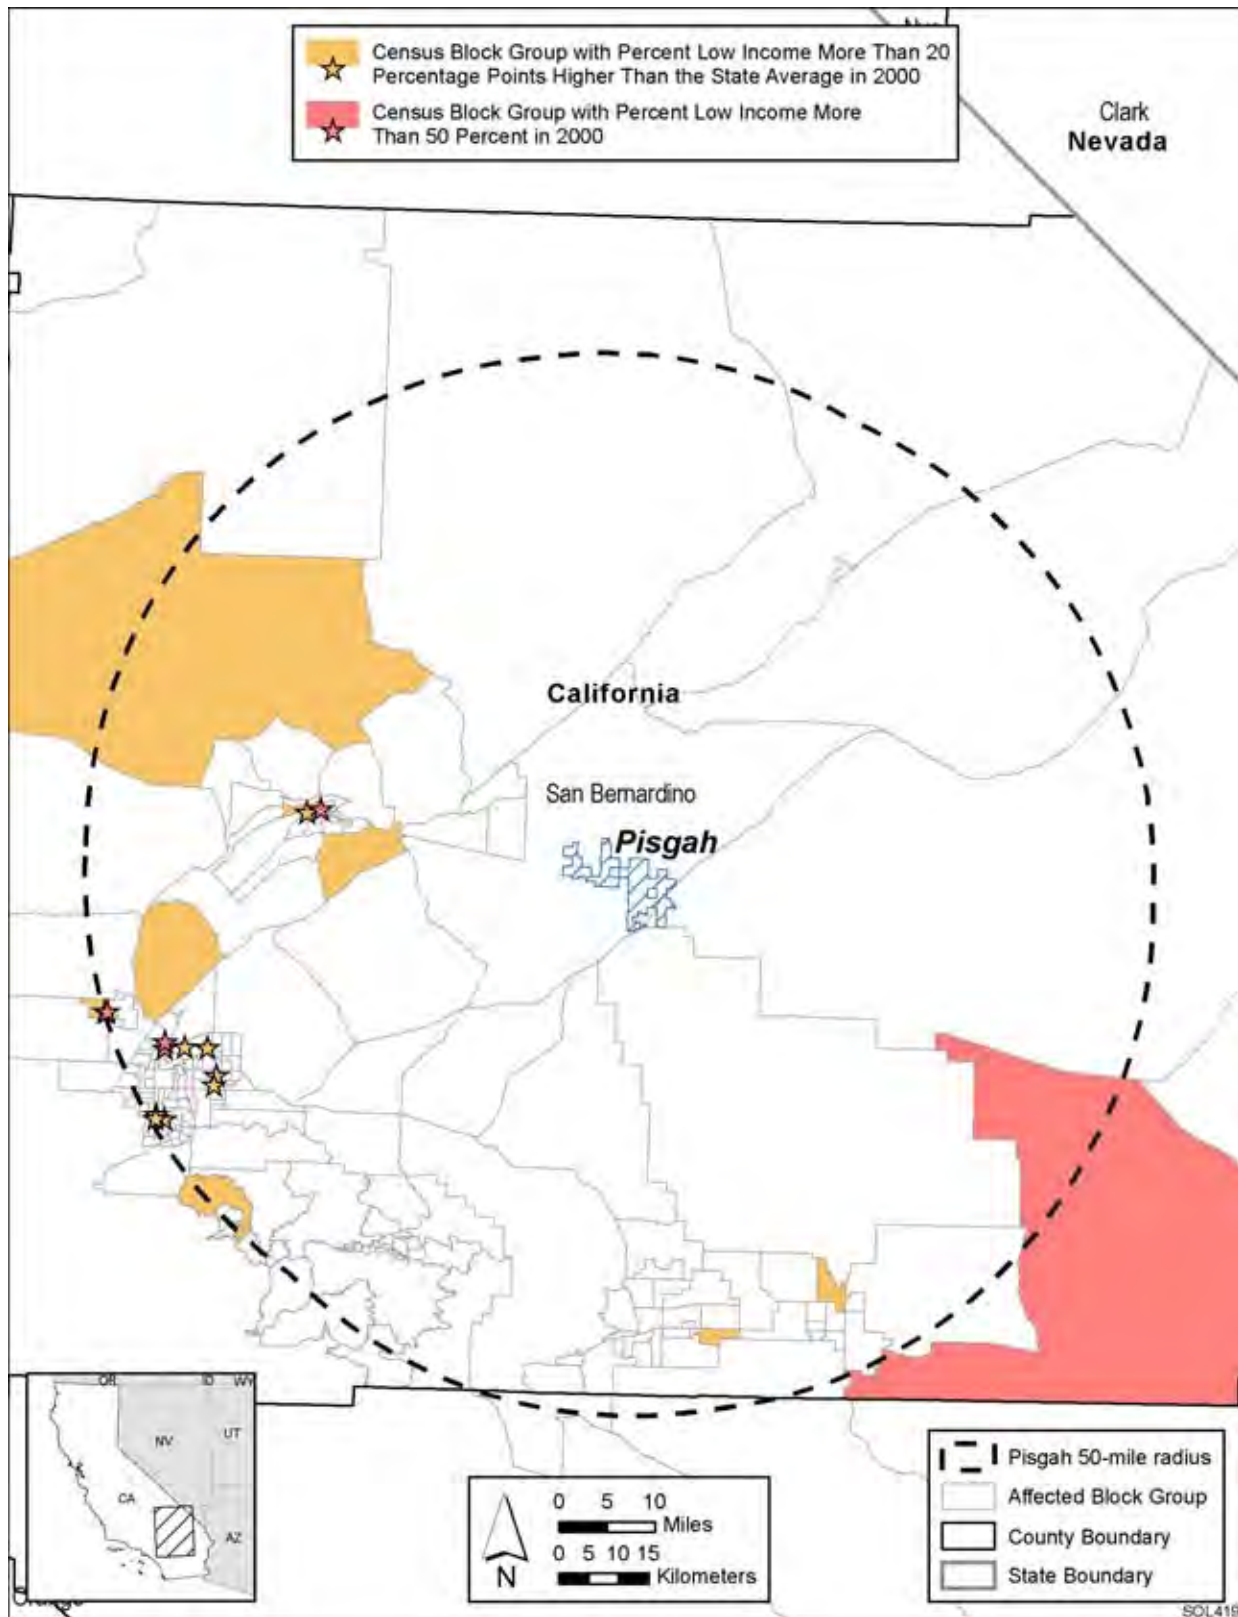 Census Block Group with Percent Low Income More Than 20
Percentage Points Higher Than the State Average in 2000
Census Block Group with Percent Low Income More
Than 50 Percent in 2000
Clark
Nevada
California
San Bernardino
Pisgah
OR
ID
WY
NV
UT
CA
AZ
0 5 10
Miles
0 5 10 15
Kilometers
N
Pisgah 50-mile radius
Affected Block Group
County Boundary
State Boundary